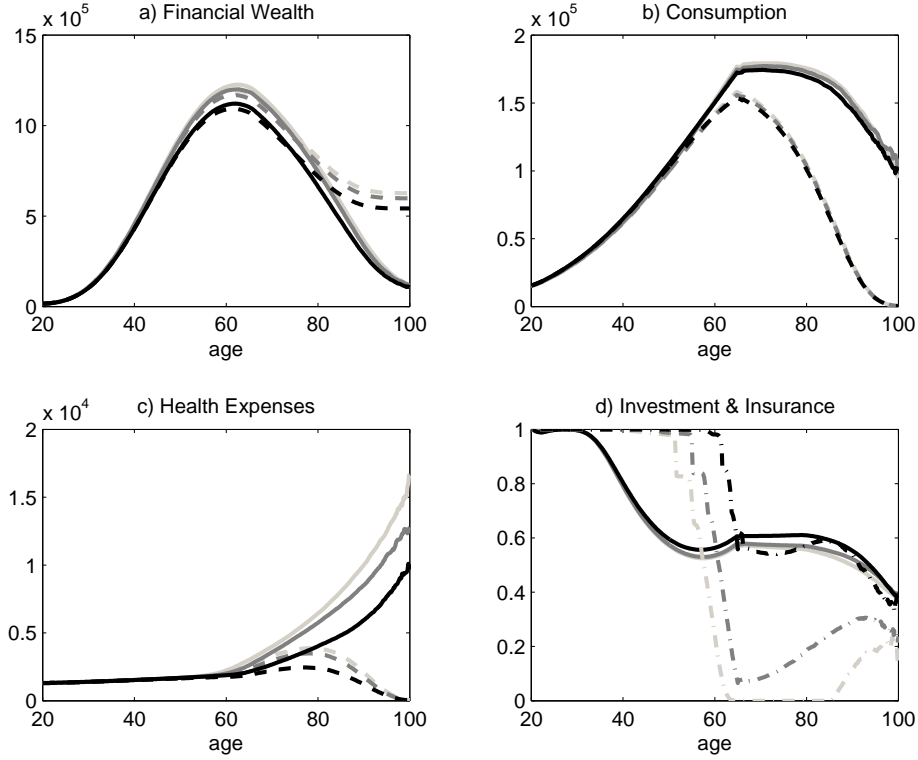 a) Financial Wealth
x 10^5
15
10
5
0
20 40 60 80 100
age
b) Consumption
x 10^5
2
1.5
1
0.5
0
20 40 60 80 100
age
c) Health Expenses
x 10^4
2
1.5
1
0.5
0
20 40 60 80 100
age
d) Investment & Insurance
1
0.8
0.6
0.4
0.2
0
20 40 60 80 100
age